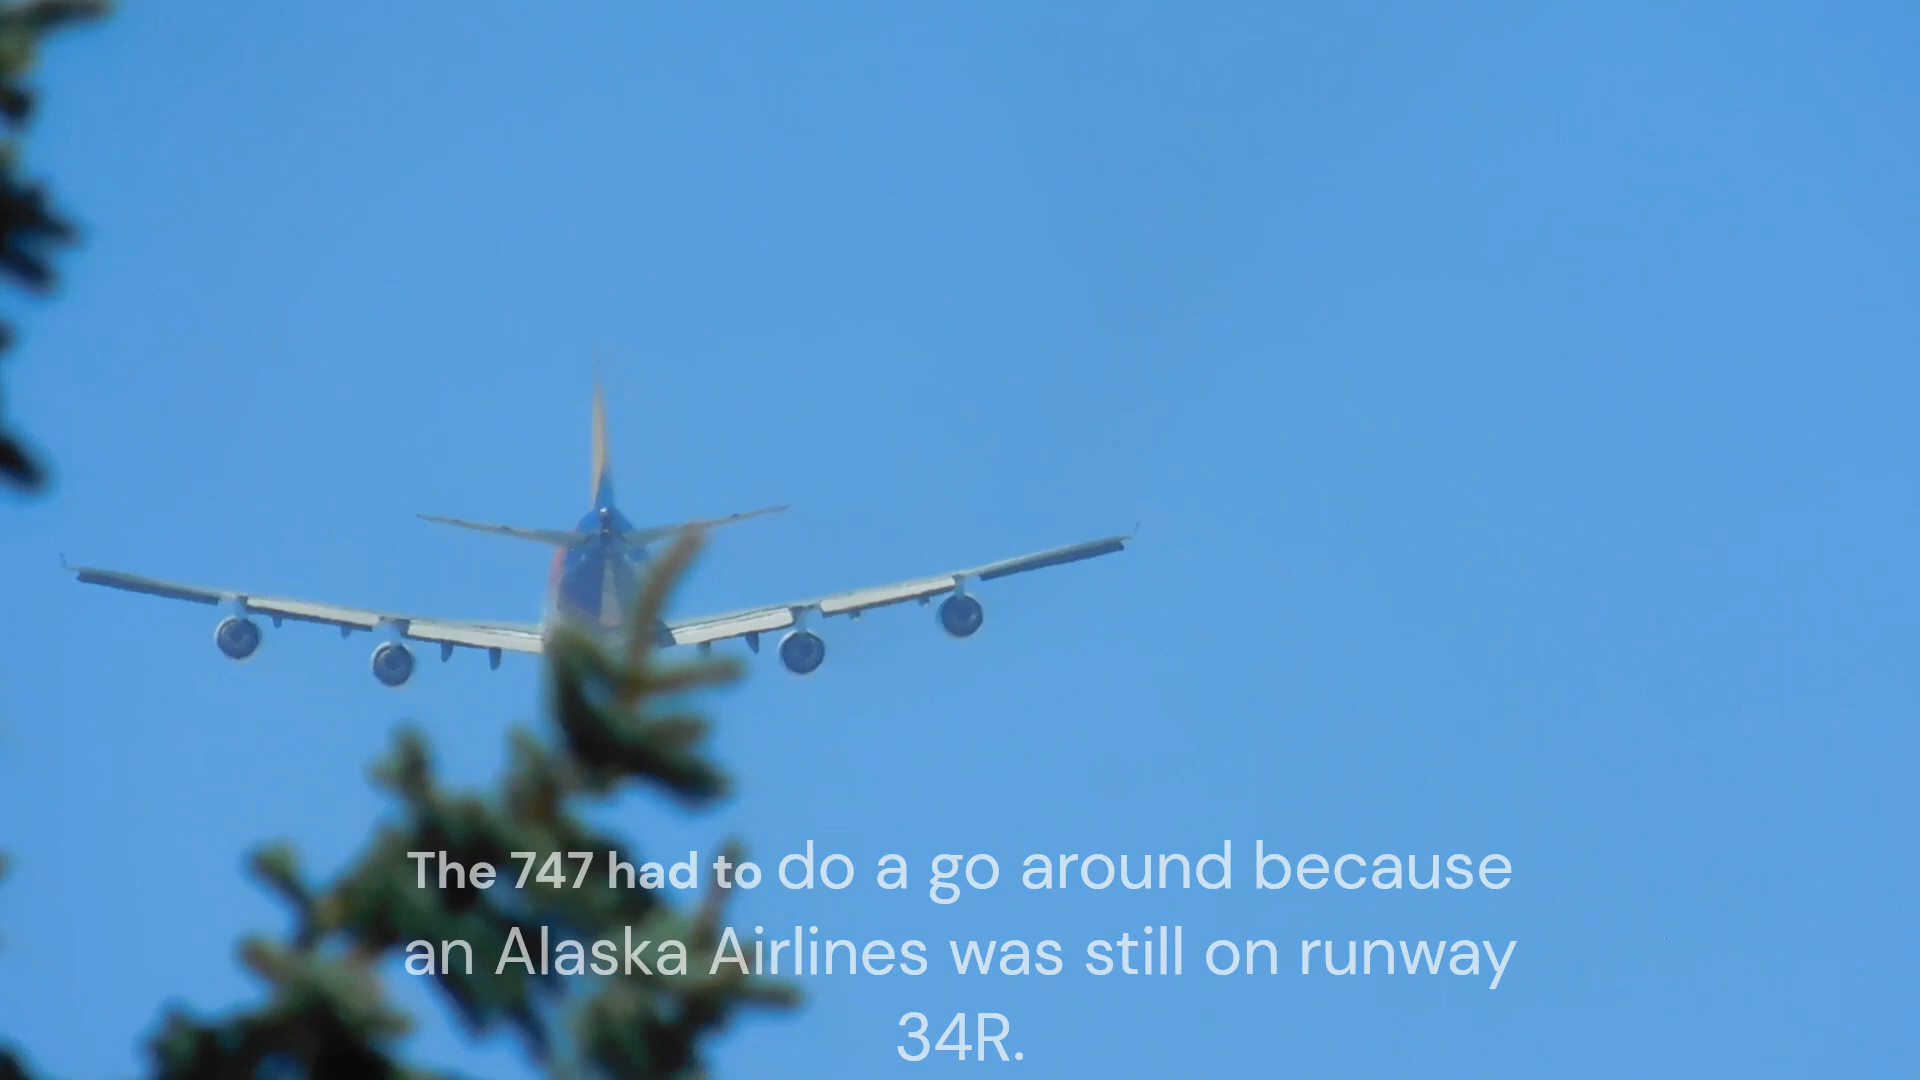 The 747 had to do a go around because
an Alaska Airlines was still on runway
34R.